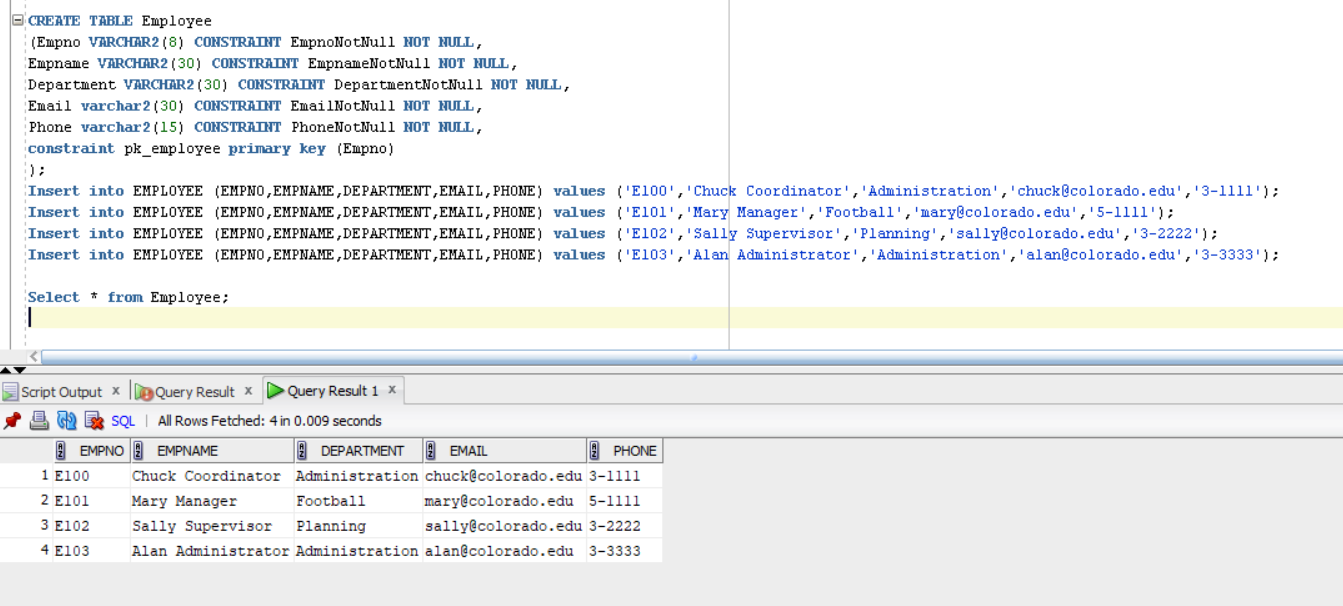 CREATE TABLE Employee
(Empno VARCHAR2(8) CONSTRAINT EmpnoNotNull NOT NULL,
Empname VARCHAR2(30) CONSTRAINT EmpnameNotNull NOT NULL,
Department VARCHAR2(30) CONSTRAINT DepartmentNotNull NOT NULL,
Email varchar2(30) CONSTRAINT EmailNotNull NOT NULL,
Phone varchar2(15) CONSTRAINT PhoneNotNull NOT NULL,
constraint pk_employee primary key (Empno)
);
Insert into EMPLOYEE (EMPNO,EMPNAME,DEPARTMENT,EMAIL,PHONE) values ('E100','Chuck Coordinator','Administration','chuck@colorado.edu','3-1111');
Insert into EMPLOYEE (EMPNO,EMPNAME,DEPARTMENT,EMAIL,PHONE) values ('E101','Mary Manager','Football','mary@colorado.edu','5-1111');
Insert into EMPLOYEE (EMPNO,EMPNAME,DEPARTMENT,EMAIL,PHONE) values ('E102','Sally Supervisor','Planning','sally@colorado.edu','3-2222');
Insert into EMPLOYEE (EMPNO,EMPNAME,DEPARTMENT,EMAIL,PHONE) values ('E103','Alan Administrator','Administration','alan@colorado.edu','3-3333');
Select * from Employee;
Script Output x Query Result x Query Result 1 x
SQL | All Rows Fetched: 4 in 0.009 seconds
EMPNO EMPNAME DEPARTMENT EMAIL PHONE
1 E100 Chuck Coordinator Administration chuck@colorado.edu 3-1111
2 E101 Mary Manager Football mary@colorado.edu 5-1111
3 E102 Sally Supervisor Planning sally@colorado.edu 3-2222
4 E103 Alan Administrator Administration alan@colorado.edu 3-3333